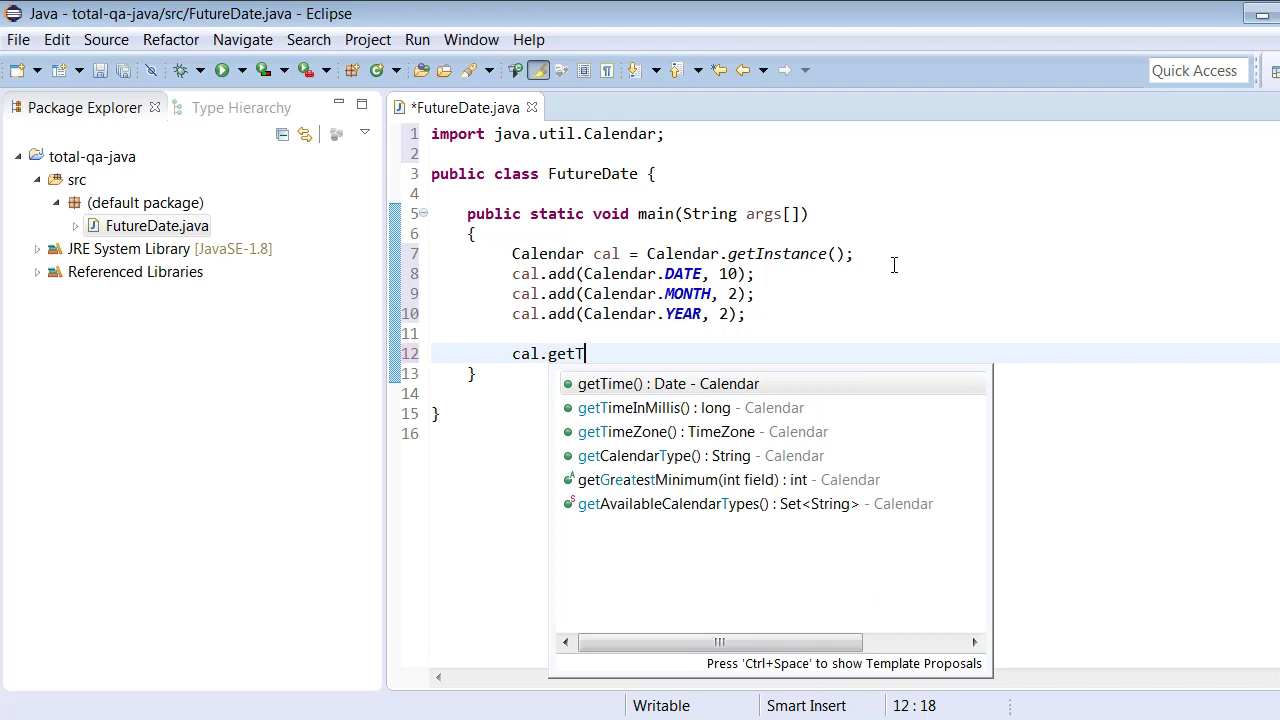 Java - total-qa-java/src/FutureDate.java - Eclipse
File Edit Source Refactor Navigate Search Project Run Window Help
Quick Access
Package Explorer Type Hierarchy
*FutureDate.java
total-qa-java
src
(default package)
FutureDate.java
JRE System Library [JavaSE-1.8]
Referenced Libraries
1 import java.util.Calendar;
2
3 public class FutureDate {
4
5 public static void main(String args[])
6 {
7 Calendar cal = Calendar.getInstance();
8 cal.add(Calendar.DATE, 10);
9 cal.add(Calendar.MONTH, 2);
10 cal.add(Calendar.YEAR, 2);
11
12 cal.getT
13 }
14
15 }
16
getTime() : Date - Calendar
getTimeInMillis() : long - Calendar
getTimeZone() : TimeZone - Calendar
getCalendarType() : String - Calendar
getGreatestMinimum(int field) : int - Calendar
getAvailableCalendarTypes() : Set<String> - Calendar
Press 'Ctrl+Space' to show Template Proposals
Writable Smart Insert 12 : 18